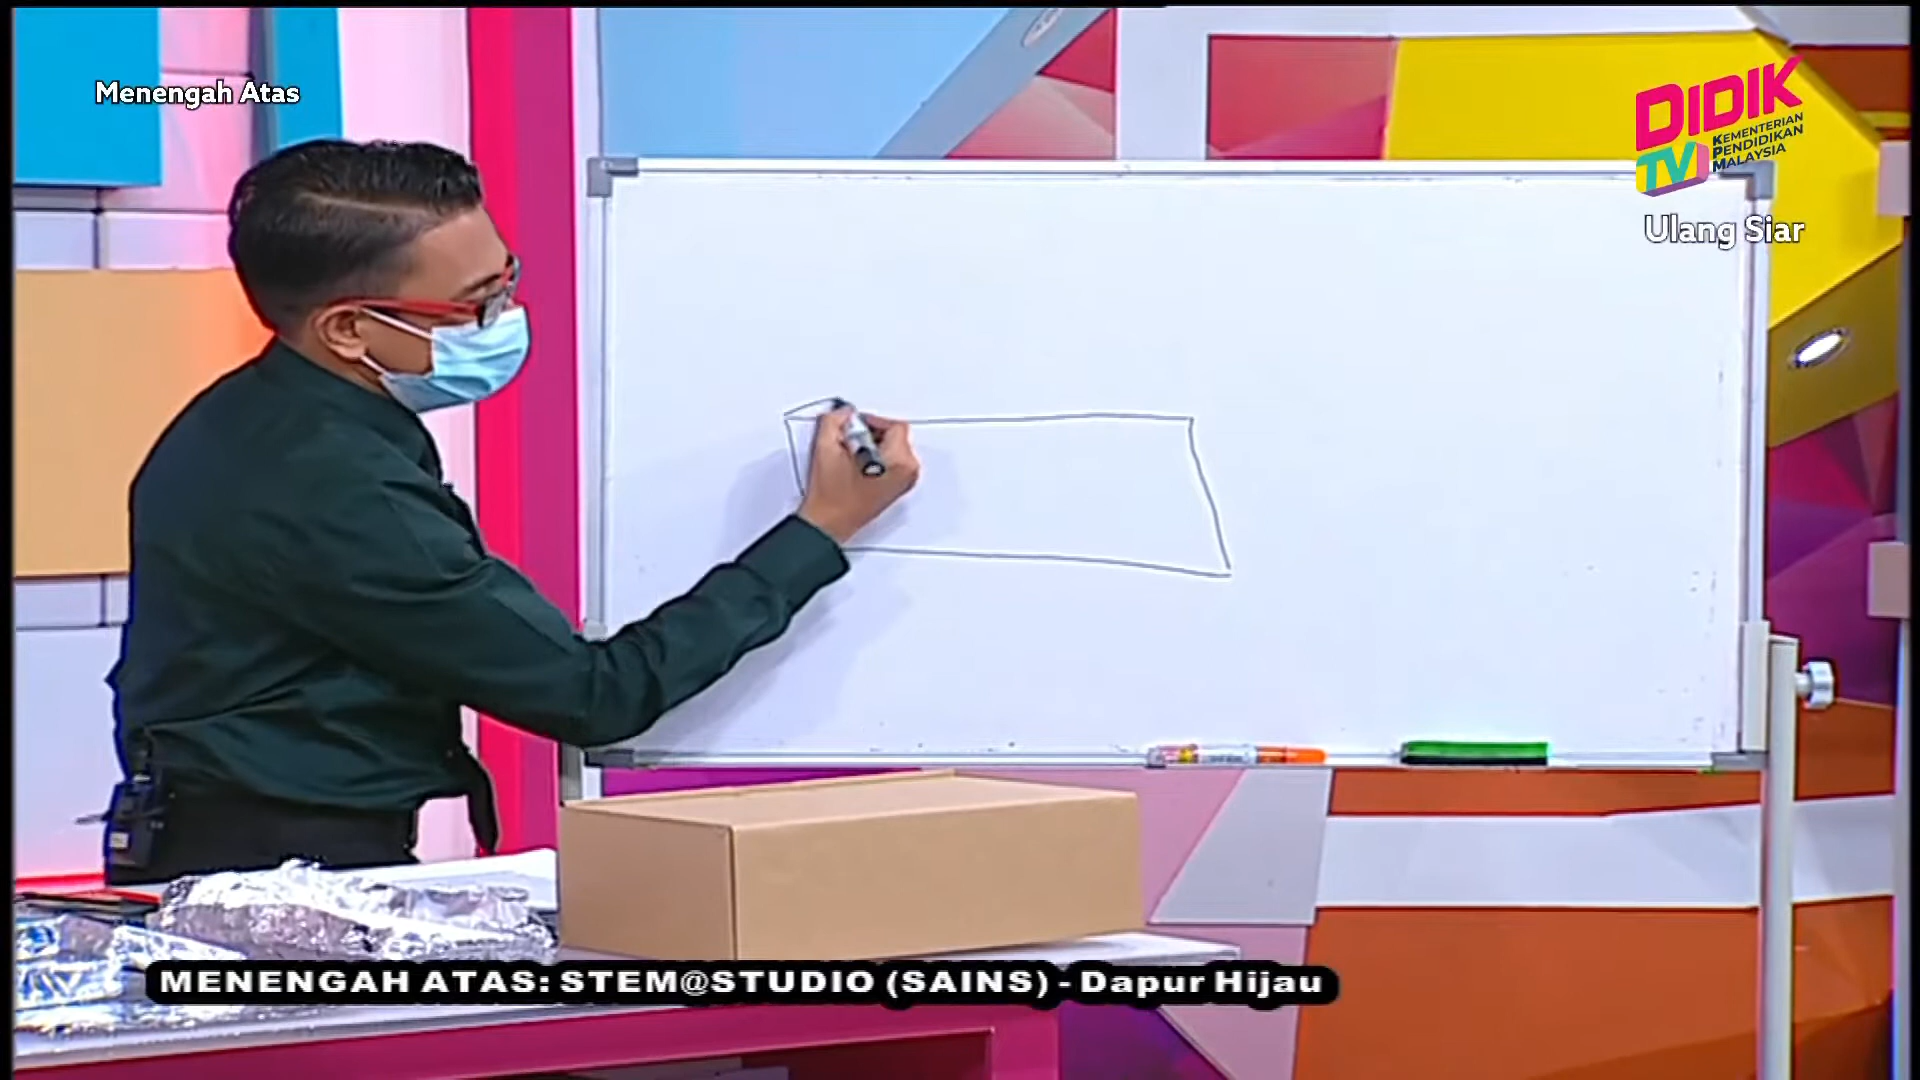 Menengah Atas
DIDIK
TV
KEMENTERIAN
PENDIDIKAN
MALAYSIA
Ulang Siar
MENENGAH ATAS: STEM@STUDIO (SAINS) - Dapur Hijau